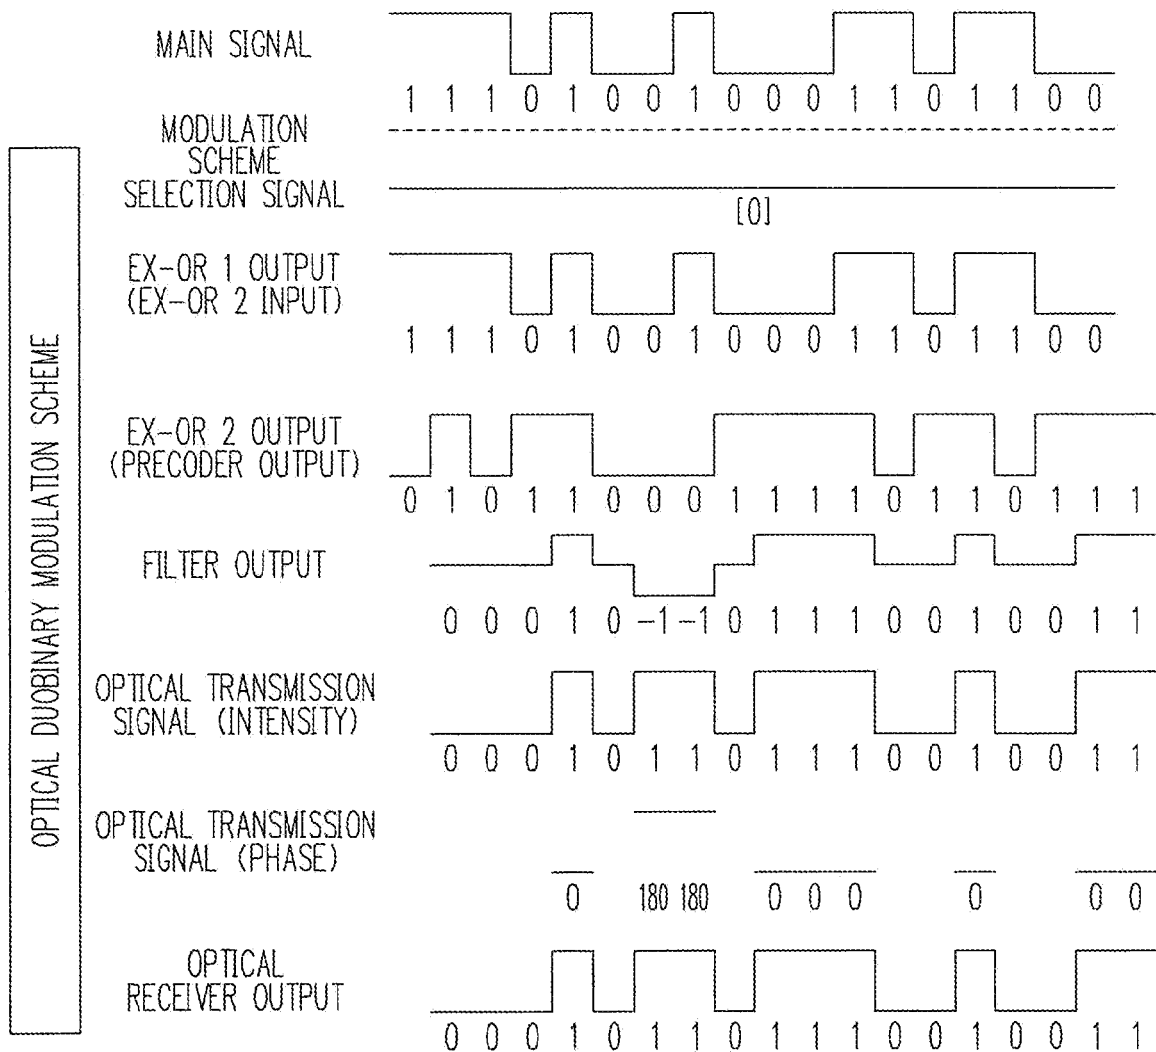 MAIN SIGNAL
1 1 1 0 1 0 0 1 0 0 0 1 1 0 1 1 0 0
MODULATION
SCHEME
SELECTION SIGNAL
[0]
EX-OR 1 OUTPUT
(EX-OR 2 INPUT)
1 1 1 0 1 0 0 1 0 0 0 1 1 0 1 1 0 0
EX-OR 2 OUTPUT
(PRECODER OUTPUT)
0 1 0 1 1 0 0 0 1 1 1 1 0 1 1 0 1 1 1
FILTER OUTPUT
0 0 0 1 0 -1 -1 0 1 1 1 0 0 1 0 0 1 1
OPTICAL TRANSMISSION
SIGNAL (INTENSITY)
0 0 0 1 0 1 1 0 1 1 1 0 0 1 0 0 1 1
OPTICAL TRANSMISSION
SIGNAL (PHASE)
0 180 180 0 0 0 0 0 0
OPTICAL
RECEIVER OUTPUT
0 0 0 1 0 1 1 0 1 1 1 0 0 1 0 0 1 1
OPTICAL DUOBINARY MODULATION SCHEME